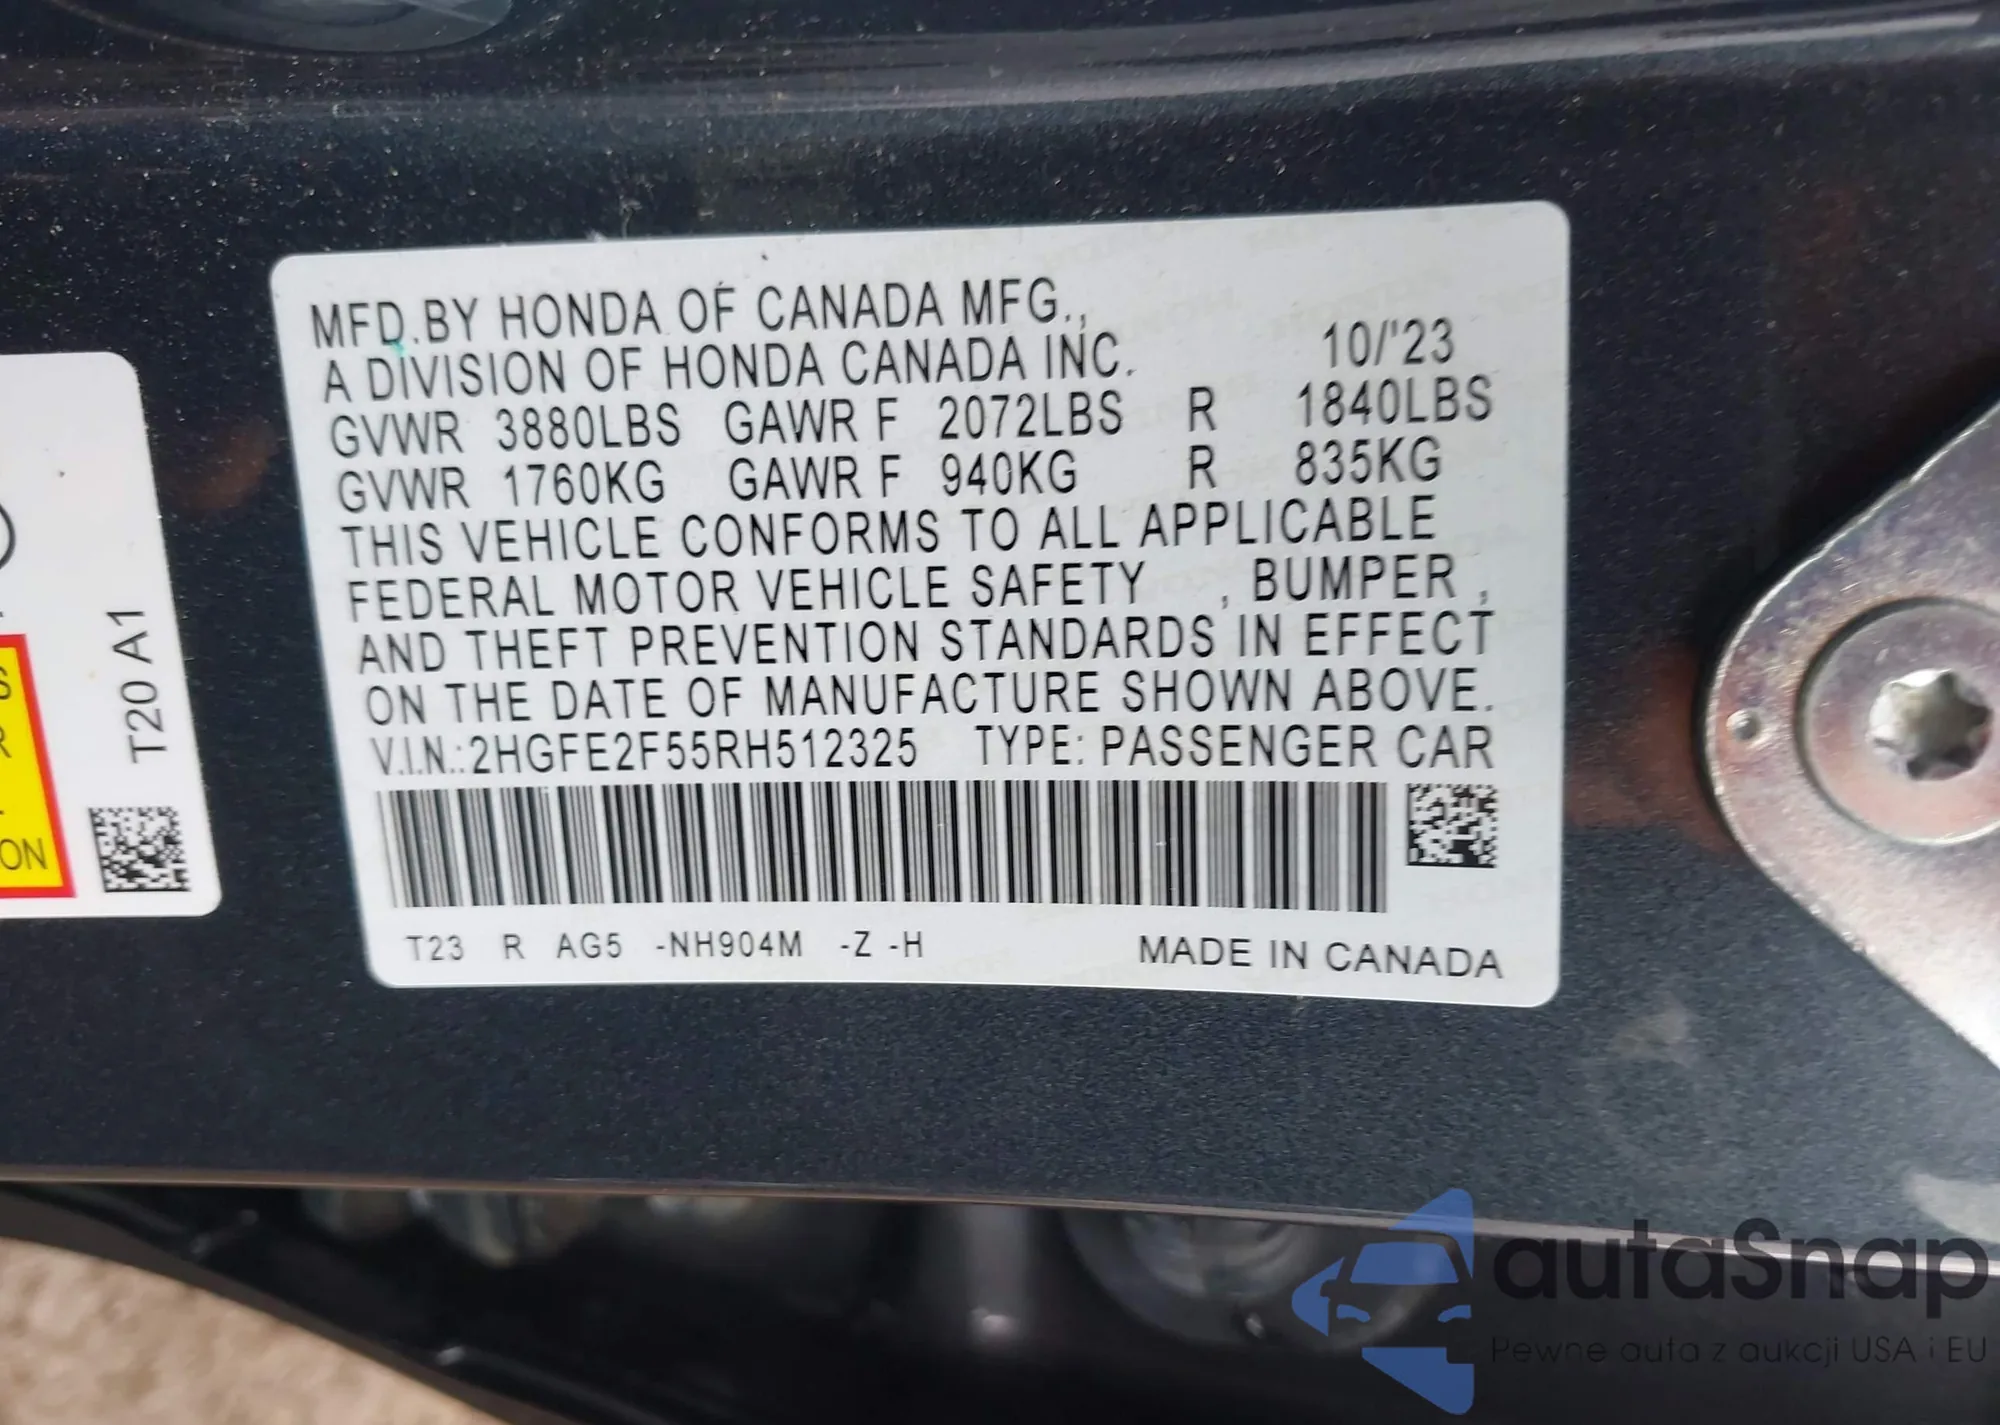 MFD.BY HONDA OF CANADA MFG.,
A DIVISION OF HONDA CANADA INC. 10/'23
GVWR 3880LBS GAWR F 2072LBS R 1840LBS
GVWR 1760KG GAWR F 940KG R 835KG
THIS VEHICLE CONFORMS TO ALL APPLICABLE
FEDERAL MOTOR VEHICLE SAFETY , BUMPER ,
AND THEFT PREVENTION STANDARDS IN EFFECT
ON THE DATE OF MANUFACTURE SHOWN ABOVE.
V.I.N.:2HGFE2F55RH512325 TYPE: PASSENGER CAR
T23 R AG5 -NH904M -Z -H MADE IN CANADA
T20 A1
S
R
ON
autaSnap
Pewne auta z aukcji USA i EU